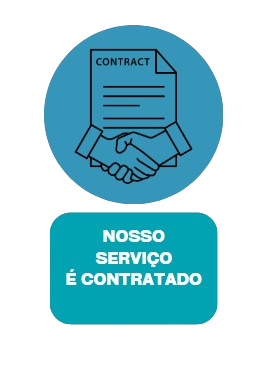 CONTRACT
NOSSO
SERVIÇO
É CONTRATADO